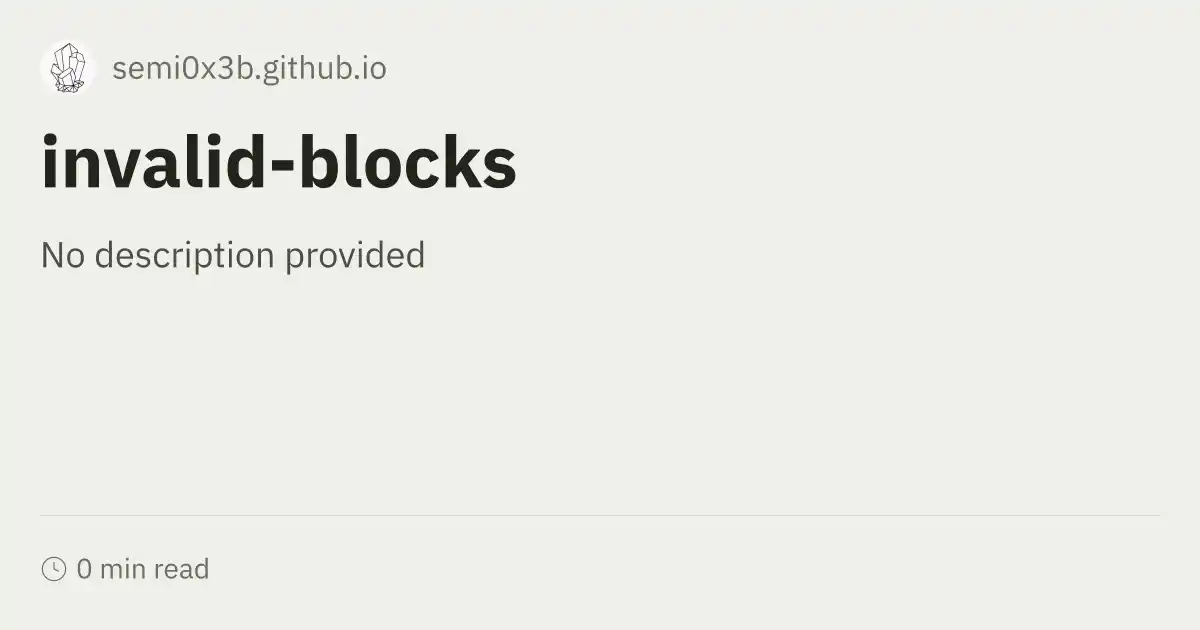 semi0x3b.github.io
invalid-blocks
No description provided
0 min read